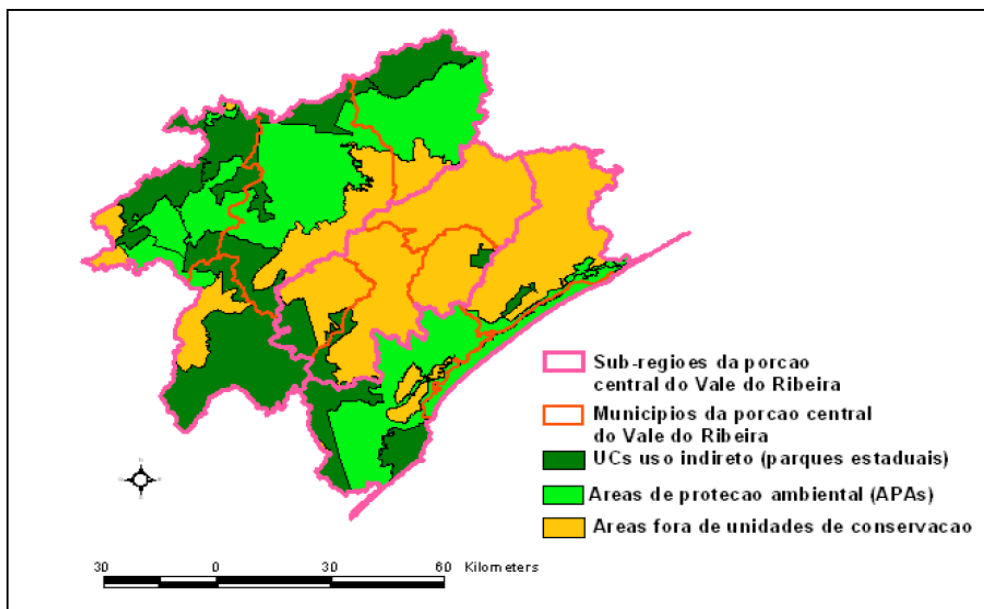 Sub-regioes da porcao
central do Vale do Ribeira
Municipios da porcao central
do Vale do Ribeira
UCs uso indireto (parques estaduais)
Areas de protecao ambiental (APAs)
Areas fora de unidades de conservacao
30 0 30 60 Kilometers